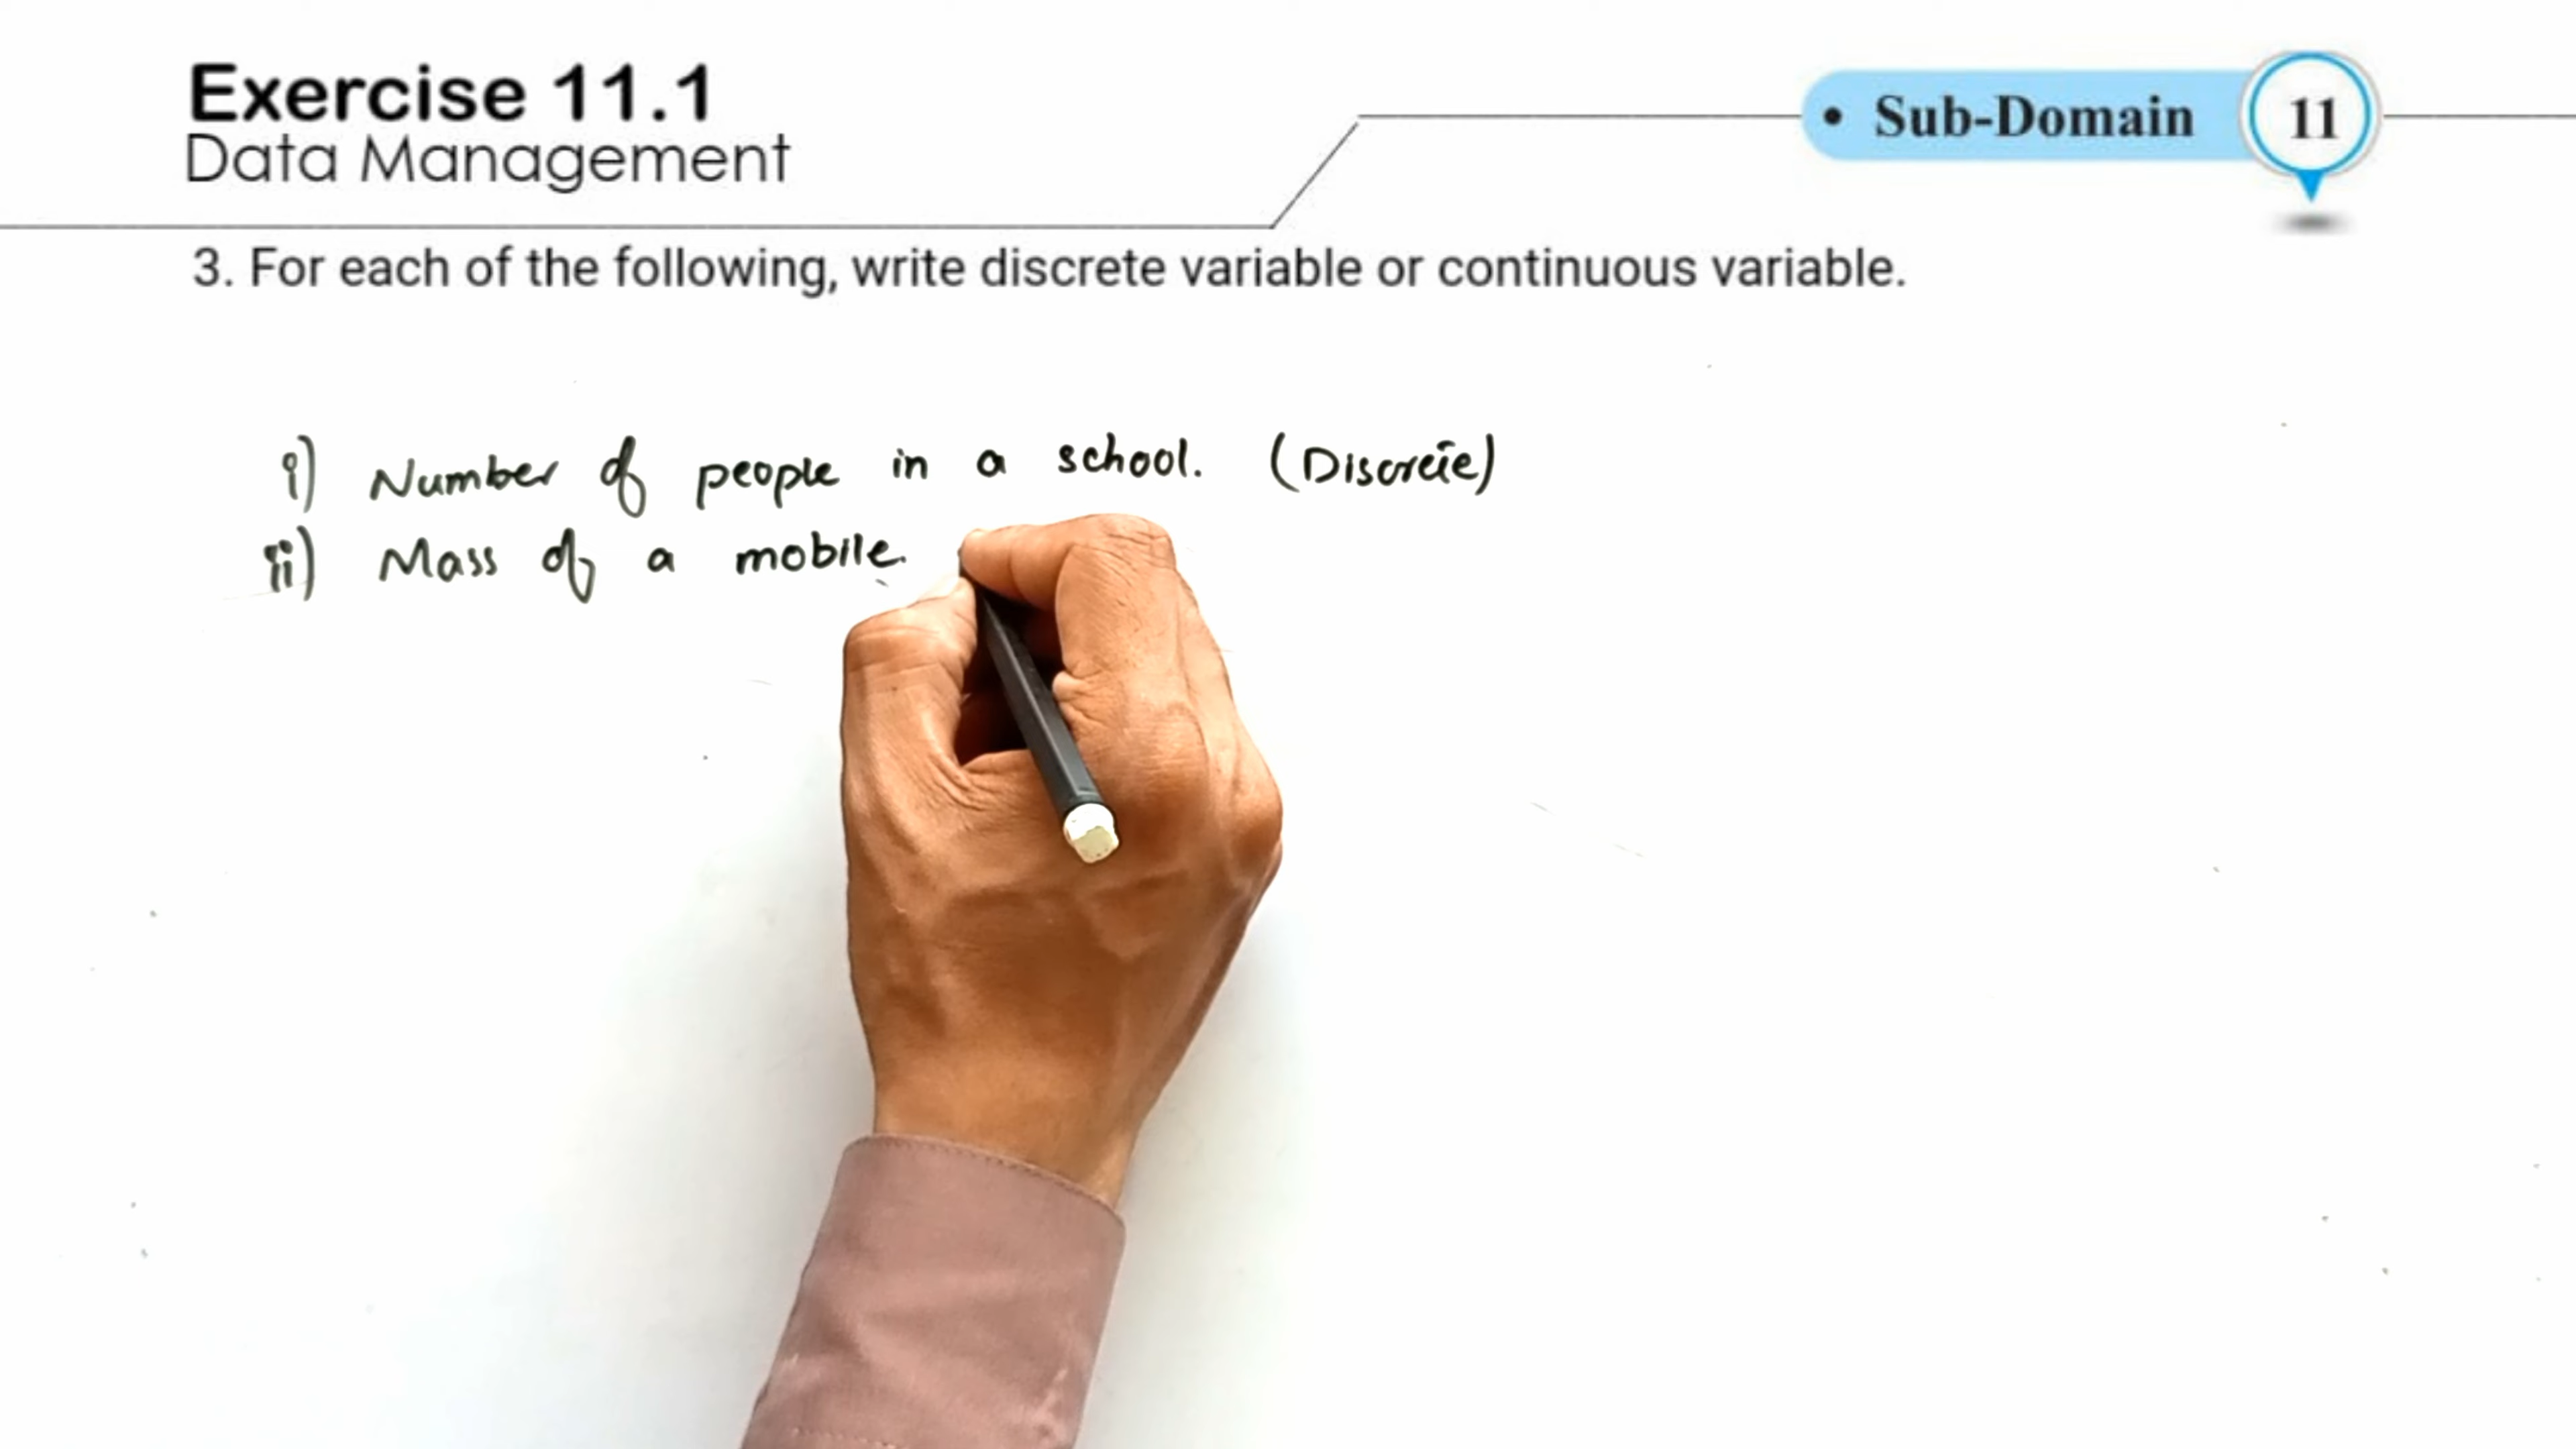 Exercise 11.1
Data Management
• Sub-Domain 11
3. For each of the following, write discrete variable or continuous variable.
i) Number of people in a school. (Discrete)
ii) Mass of a mobile.